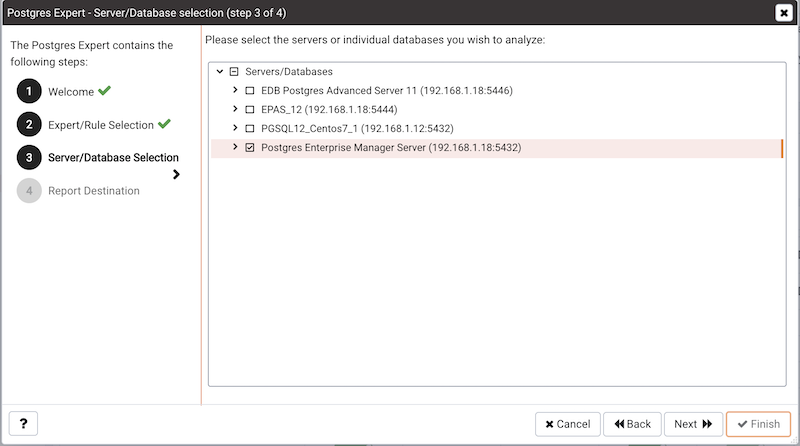 Postgres Expert - Server/Database selection (step 3 of 4)
The Postgres Expert contains the
following steps:
1 Welcome
2 Expert/Rule Selection
3 Server/Database Selection
4 Report Destination
Please select the servers or individual databases you wish to analyze:
Servers/Databases
EDB Postgres Advanced Server 11 (192.168.1.18:5446)
EPAS_12 (192.168.1.18:5444)
PGSQL12_Centos7_1 (192.168.1.12:5432)
Postgres Enterprise Manager Server (192.168.1.18:5432)
? Cancel Back Next Finish